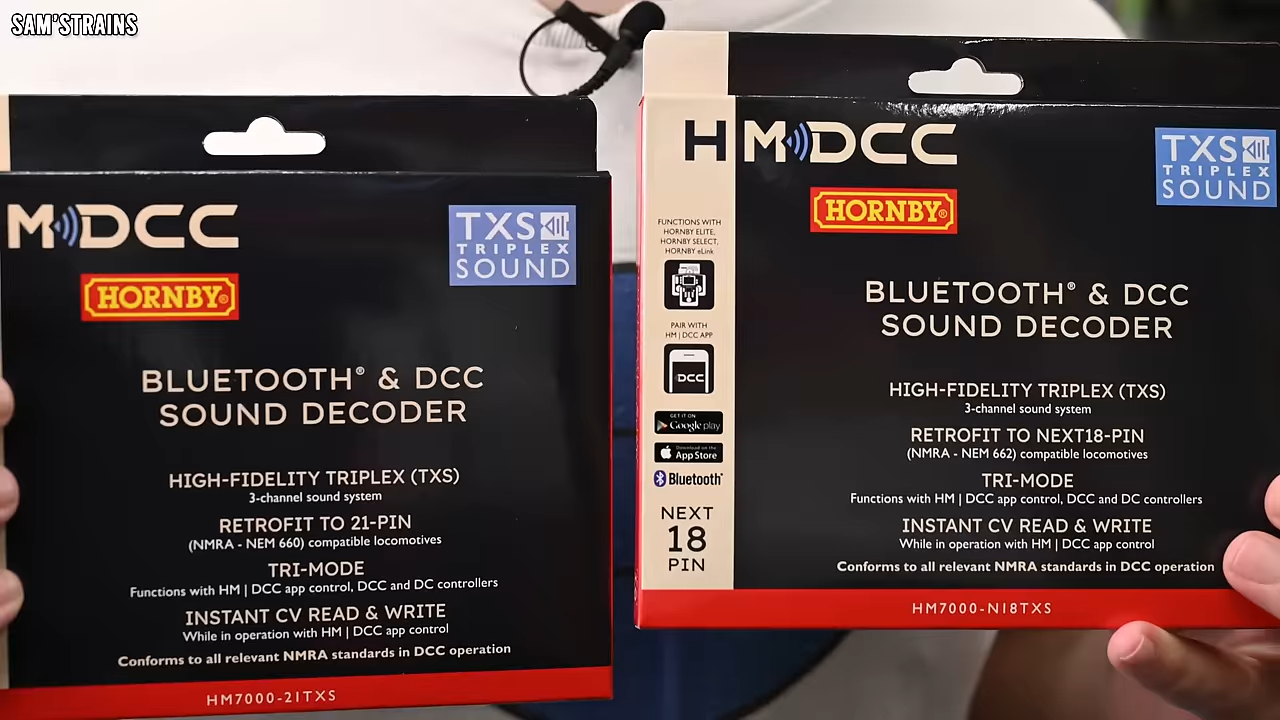 SAM'STRAINS
M DCC
HORNBY®
TXS
TRIPLEX
SOUND
BLUETOOTH® & DCC
SOUND DECODER
HIGH-FIDELITY TRIPLEX (TXS)
3-channel sound system
RETROFIT TO 21-PIN
(NMRA - NEM 660) compatible locomotives
TRI-MODE
Functions with HM | DCC app control, DCC and DC controllers
INSTANT CV READ & WRITE
While in operation with HM | DCC app control
Conforms to all relevant NMRA standards in DCC operation
HM7000-21TXS
HM DCC
HORNBY®
TXS
TRIPLEX
SOUND
FUNCTIONS WITH
HORNBY ELITE,
HORNBY SELECT,
HORNBY eLink
PAIR WITH
HM | DCC APP
DCC
GET IT ON
Google play
Download on the
App Store
Bluetooth®
NEXT
18
PIN
BLUETOOTH® & DCC
SOUND DECODER
HIGH-FIDELITY TRIPLEX (TXS)
3-channel sound system
RETROFIT TO NEXT18-PIN
(NMRA - NEM 662) compatible locomotives
TRI-MODE
Functions with HM | DCC app control, DCC and DC controllers
INSTANT CV READ & WRITE
While in operation with HM | DCC app control
Conforms to all relevant NMRA standards in DCC operation
HM7000-N18TXS